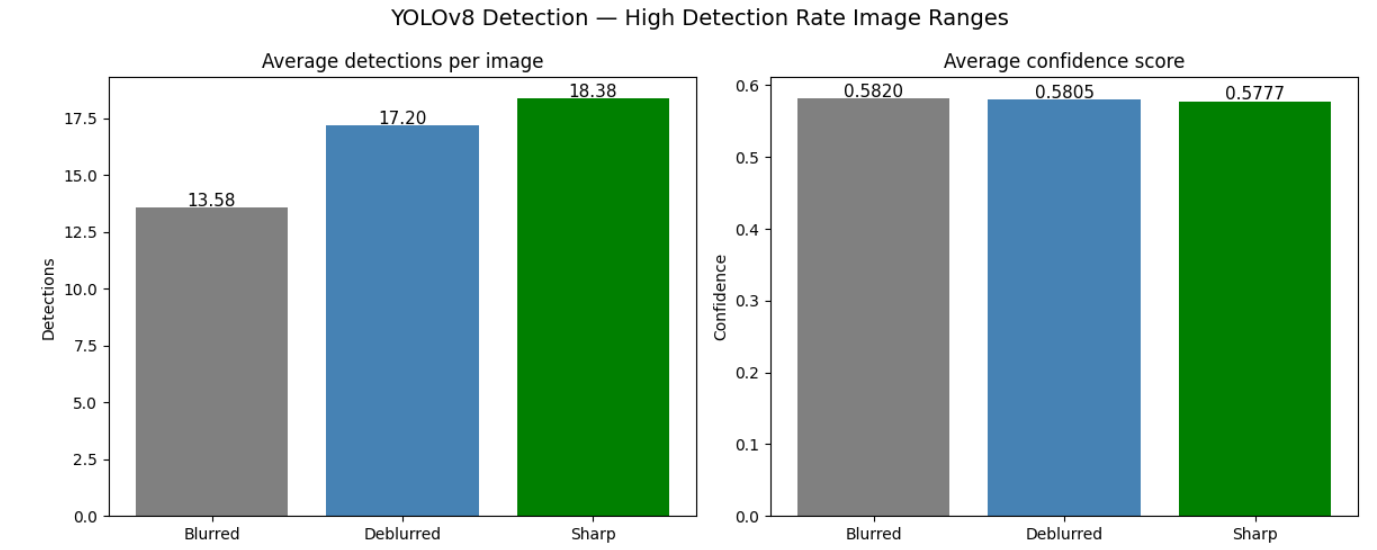 YOLOv8 Detection — High Detection Rate Image Ranges
Average detections per image
Detections
17.5
15.0
12.5
10.0
7.5
5.0
2.5
0.0
13.58
17.20
18.38
Blurred
Deblurred
Sharp
Average confidence score
Confidence
0.6
0.5
0.4
0.3
0.2
0.1
0.0
0.5820
0.5805
0.5777
Blurred
Deblurred
Sharp